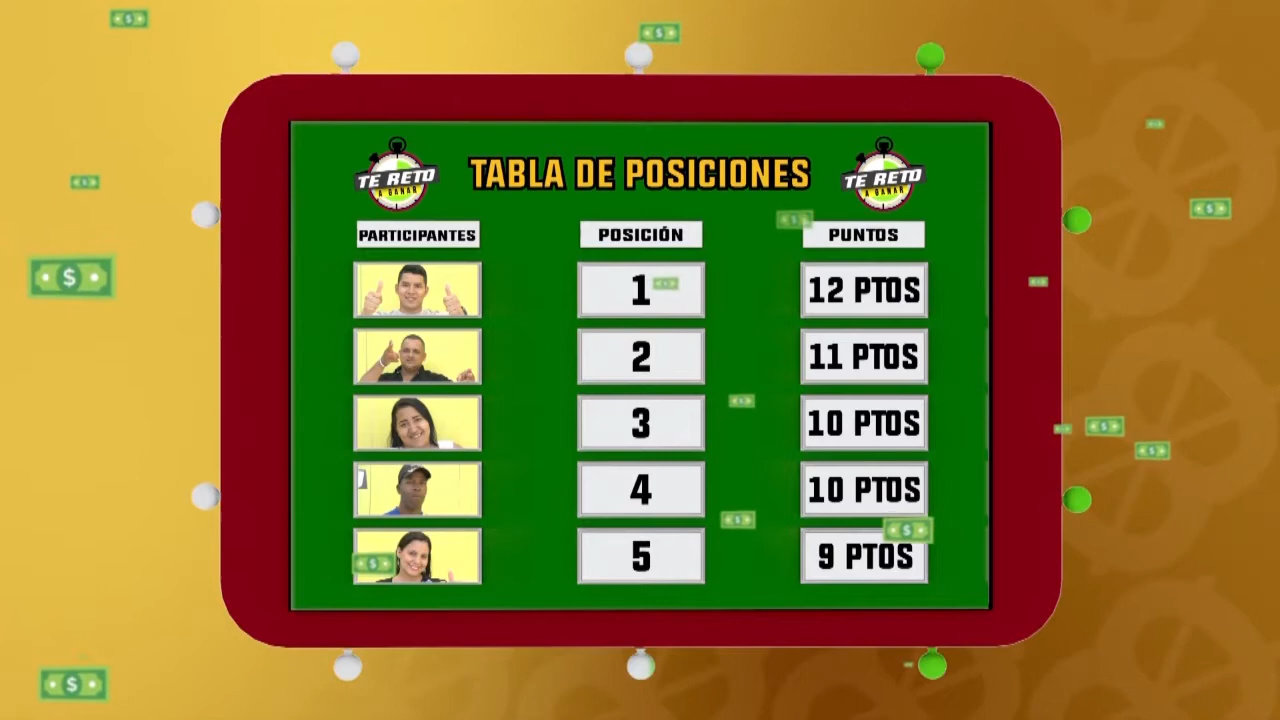 TE RETO
A GANAR
TABLA DE POSICIONES
TE RETO
A GANAR
PARTICIPANTES POSICIÓN PUNTOS
1 12 PTOS
2 11 PTOS
3 10 PTOS
4 10 PTOS
5 9 PTOS